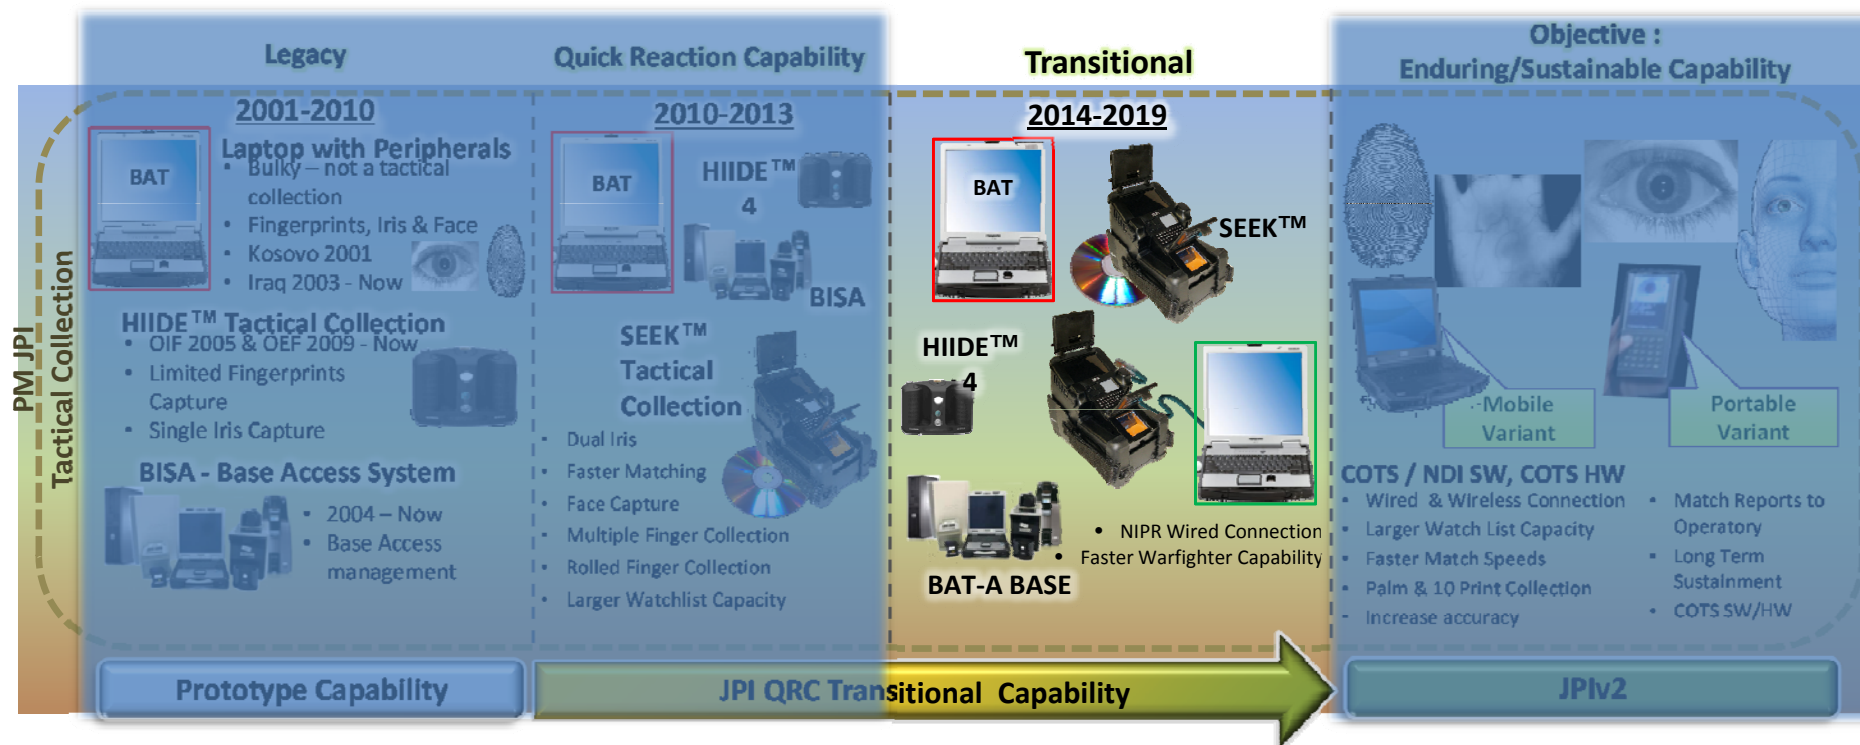 PM JPI
Tactical Collection
Legacy
2001-2010
BAT
Laptop with Peripherals
• Bulky – not a tactical
collection
• Fingerprints, Iris & Face
• Kosovo 2001
• Iraq 2003 - Now
HIIDE™ Tactical Collection
• OIF 2005 & OEF 2009 - Now
• Limited Fingerprints
Capture
• Single Iris Capture
BISA - Base Access System
• 2004 – Now
• Base Access
management
Prototype Capability
Quick Reaction Capability
2010-2013
BAT
HIIDE™
4
BISA
SEEK™
Tactical
Collection
• Dual Iris
• Faster Matching
• Face Capture
• Multiple Finger Collection
• Rolled Finger Collection
• Larger Watchlist Capacity
JPI QRC Transitional Capability
Transitional
2014-2019
BAT
SEEK™
HIIDE™
4
BAT-A BASE
• NIPR Wired Connection
• Faster Warfighter Capability
Objective :
Enduring/Sustainable Capability
Mobile
Variant
Portable
Variant
COTS / NDI SW, COTS HW
• Wired & Wireless Connection
• Larger Watch List Capacity
• Faster Match Speeds
• Palm & 10 Print Collection
• Increase accuracy
• Match Reports to
Operatory
• Long Term
Sustainment
• COTS SW/HW
JPIv2